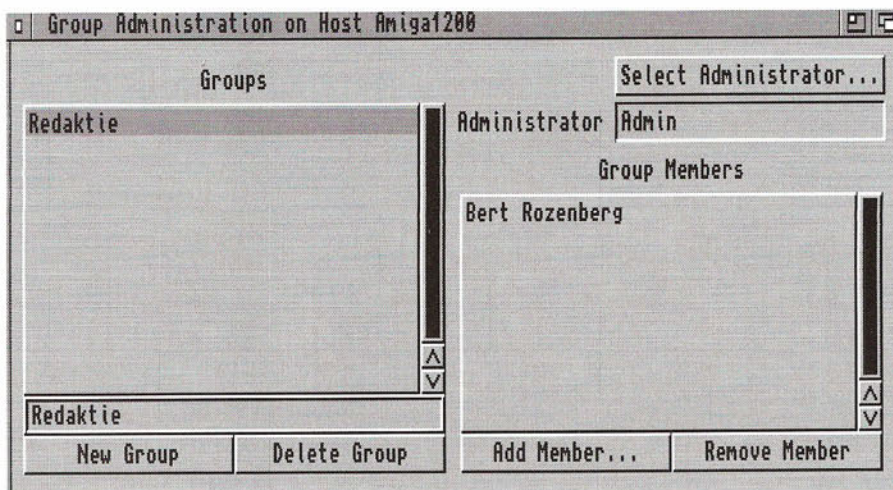 Group Administration on Host Amiga1200
Groups
Redaktie
Redaktie
New Group
Delete Group
Select Administrator...
Administrator
Admin
Group Members
Bert Rozenberg
Add Member...
Remove Member